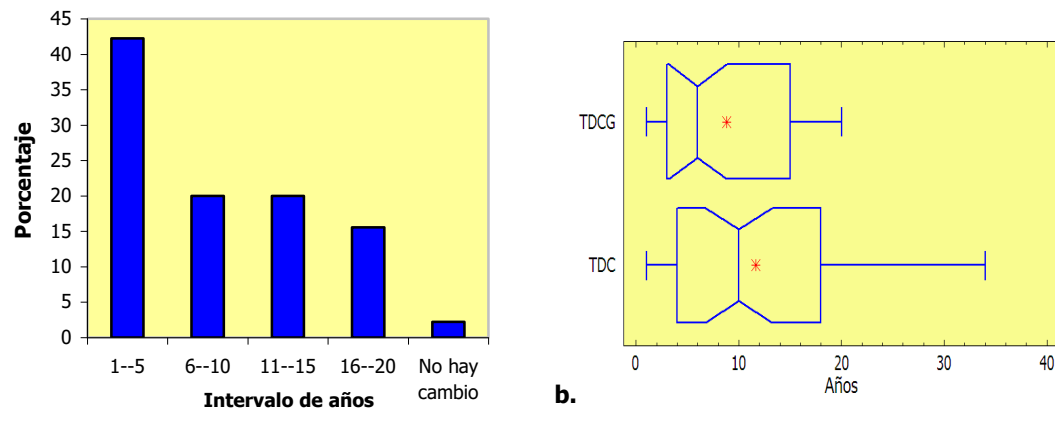 45
40
35
30
25
20
15
10
5
0
Porcentaje
1--5 6--10 11--15 16--20 No hay
cambio
Intervalo de años
TDCG
TDC
0 10 20 30 40
Años
b.